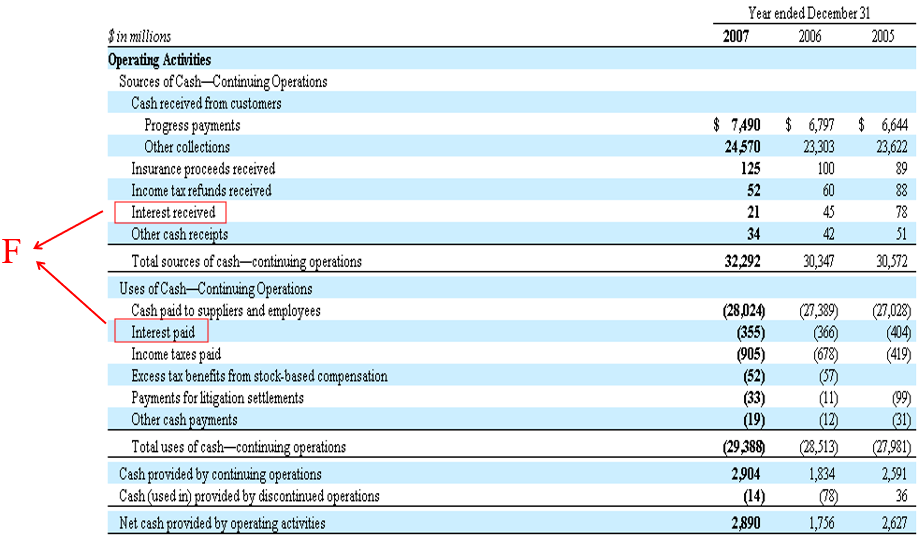 Year ended December 31
$ in millions 2007 2006 2005
Operating Activities
Sources of Cash—Continuing Operations
Cash received from customers
Progress payments $ 7,490 $ 6,797 $ 6,644
Other collections 24,570 23,303 23,622
Insurance proceeds received 125 100 89
Income tax refunds received 52 60 88
Interest received 21 45 78
F
Other cash receipts 34 42 51
Total sources of cash—continuing operations 32,292 30,347 30,572
Uses of Cash—Continuing Operations
Cash paid to suppliers and employees (28,024) (27,389) (27,028)
Interest paid (355) (366) (404)
Income taxes paid (905) (678) (419)
Excess tax benefits from stock-based compensation (52) (57)
Payments for litigation settlements (33) (11) (99)
Other cash payments (19) (12) (31)
Total uses of cash—continuing operations (29,388) (28,513) (27,981)
Cash provided by continuing operations 2,904 1,834 2,591
Cash (used in) provided by discontinued operations (14) (78) 36
Net cash provided by operating activities 2,890 1,756 2,627